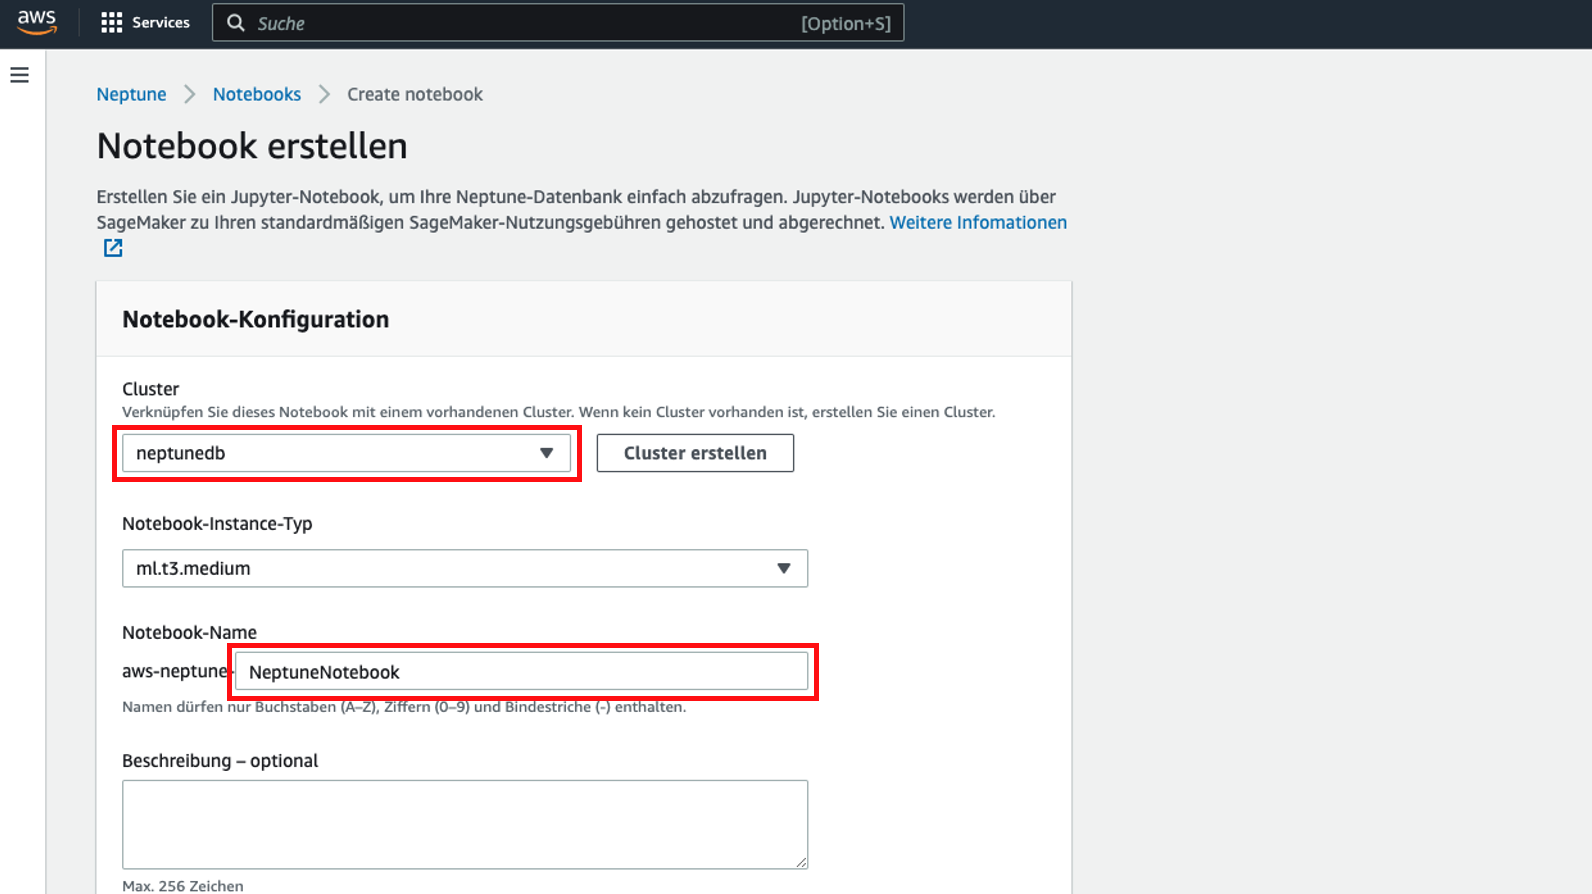 aws
Services
Suche
[Option+S]
Neptune
Notebooks
Create notebook
Notebook erstellen
Erstellen Sie ein Jupyter-Notebook, um Ihre Neptune-Datenbank einfach abzufragen. Jupyter-Notebooks werden über
SageMaker zu Ihren standardmäßigen SageMaker-Nutzungsgebühren gehostet und abgerechnet. Weitere Infomationen
Notebook-Konfiguration
Cluster
Verknüpfen Sie dieses Notebook mit einem vorhandenen Cluster. Wenn kein Cluster vorhanden ist, erstellen Sie einen Cluster.
neptunedb
Cluster erstellen
Notebook-Instance-Typ
ml.t3.medium
Notebook-Name
aws-neptune-
NeptuneNotebook
Namen dürfen nur Buchstaben (A–Z), Ziffern (0–9) und Bindestriche (-) enthalten.
Beschreibung – optional
Max. 256 Zeichen